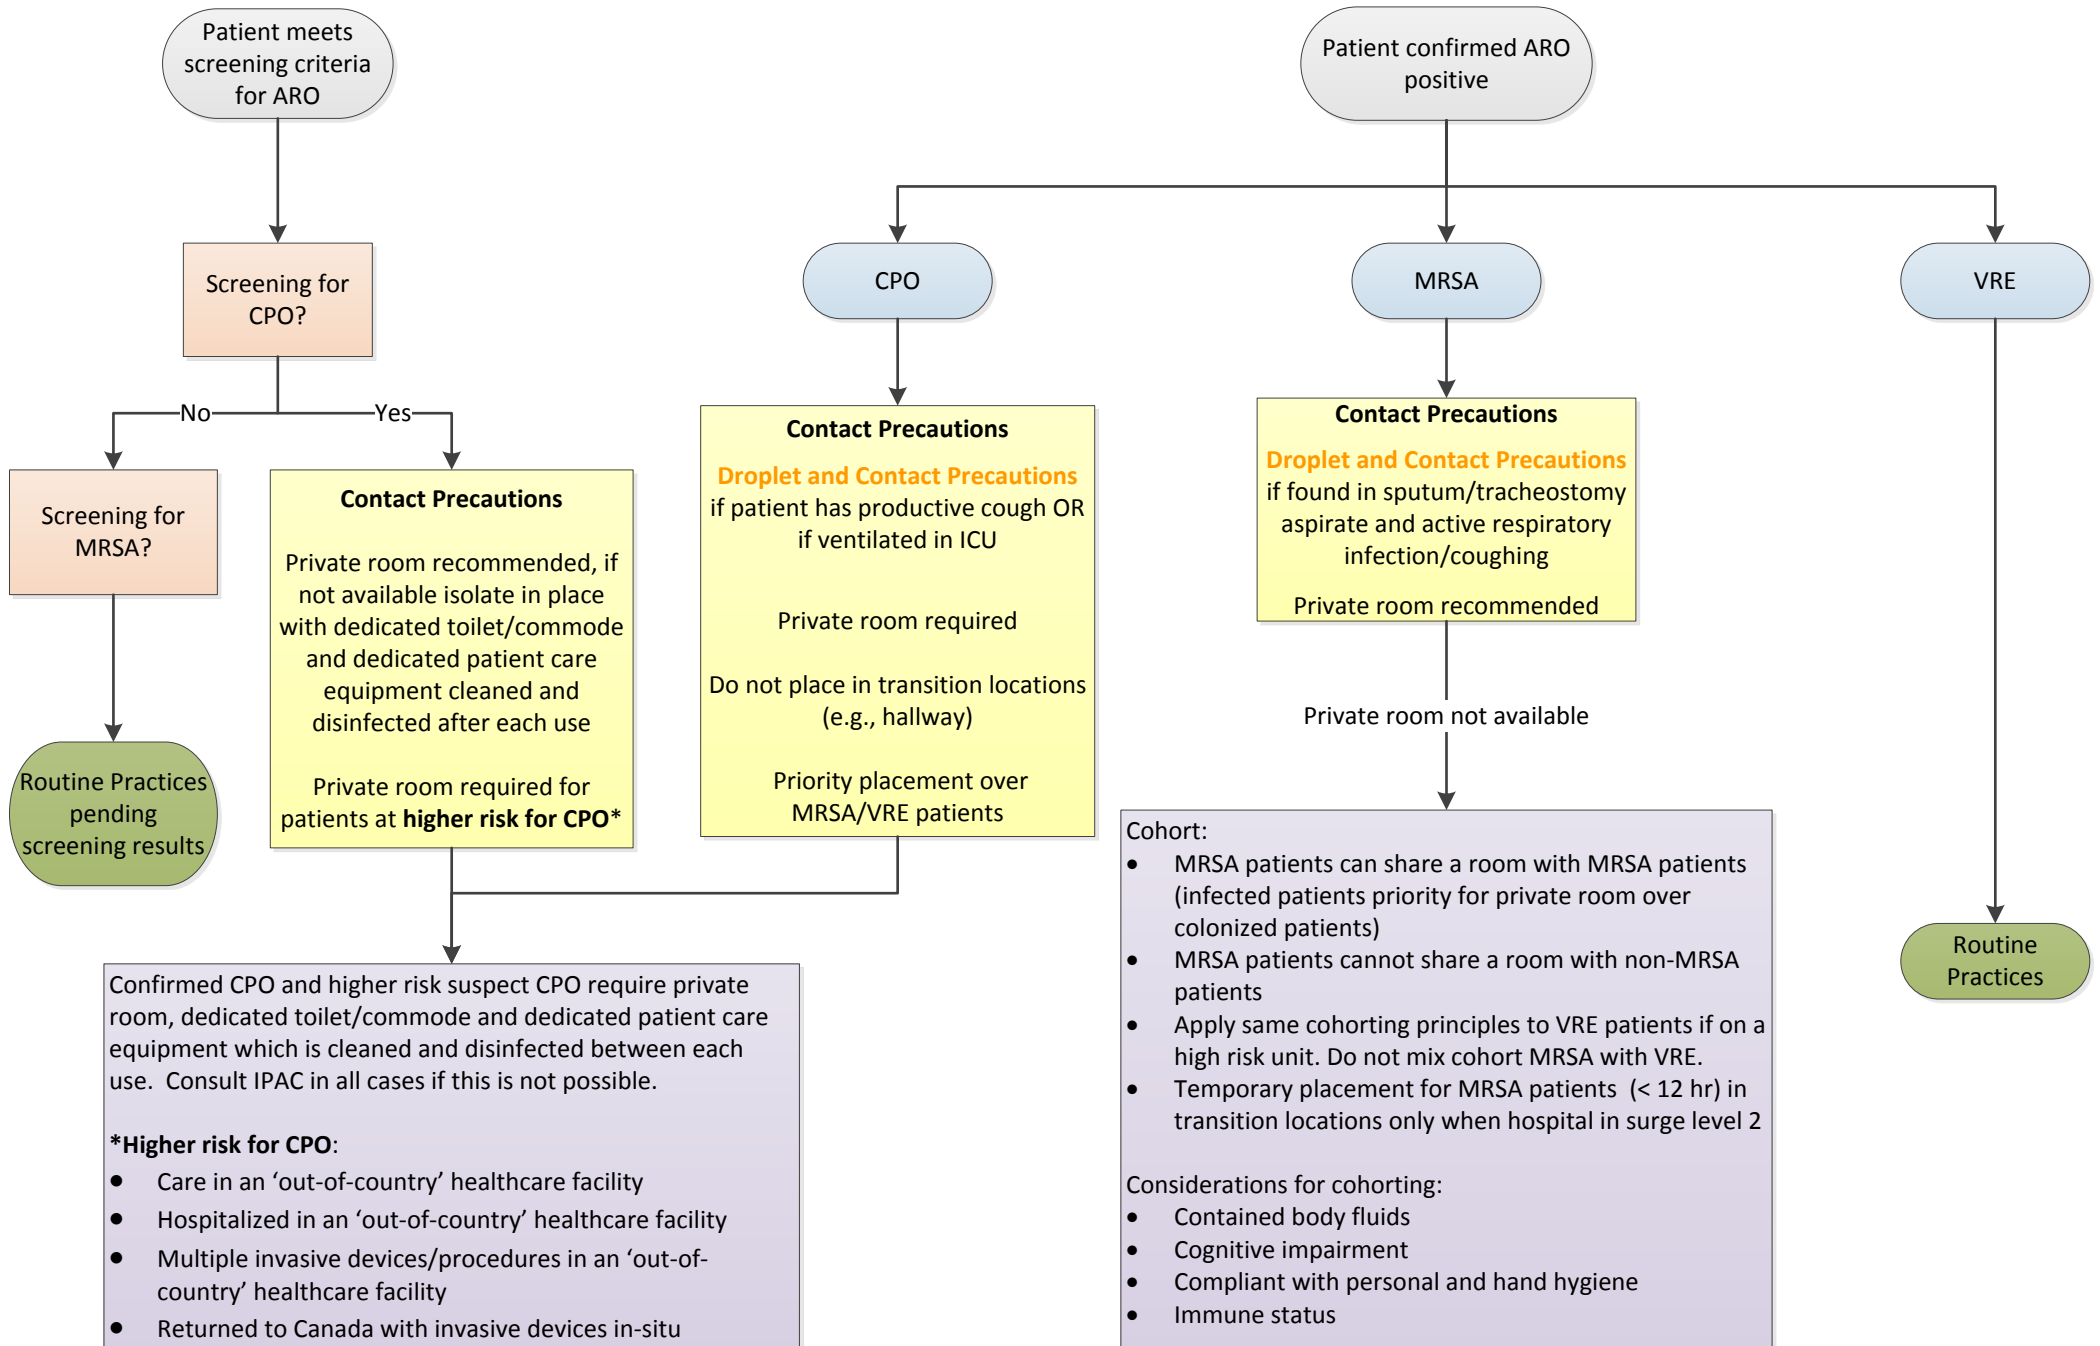 Patient meets
screening criteria
for ARO
Patient confirmed ARO
positive
Screening for
CPO?
CPO
MRSA
VRE
No
Yes
Screening for
MRSA?
Routine Practices
pending
screening results
Contact Precautions
Private room recommended, if
not available isolate in place
with dedicated toilet/commode
and dedicated patient care
equipment cleaned and
disinfected after each use
Private room required for
patients at higher risk for CPO*
Contact Precautions
Droplet and Contact Precautions
if patient has productive cough OR
if ventilated in ICU
Private room required
Do not place in transition locations
(e.g., hallway)
Priority placement over
MRSA/VRE patients
Contact Precautions
Droplet and Contact Precautions
if found in sputum/tracheostomy
aspirate and active respiratory
infection/coughing
Private room recommended
Private room not available
Confirmed CPO and higher risk suspect CPO require private
room, dedicated toilet/commode and dedicated patient care
equipment which is cleaned and disinfected between each
use.  Consult IPAC in all cases if this is not possible.
*Higher risk for CPO:
• Care in an ‘out-of-country’ healthcare facility
• Hospitalized in an ‘out-of-country’ healthcare facility
• Multiple invasive devices/procedures in an ‘out-of-
country’ healthcare facility
• Returned to Canada with invasive devices in-situ
Cohort:
• MRSA patients can share a room with MRSA patients
(infected patients priority for private room over
colonized patients)
• MRSA patients cannot share a room with non-MRSA
patients
• Apply same cohorting principles to VRE patients if on a
high risk unit. Do not mix cohort MRSA with VRE.
• Temporary placement for MRSA patients  (< 12 hr) in
transition locations only when hospital in surge level 2
Considerations for cohorting:
• Contained body fluids
• Cognitive impairment
• Compliant with personal and hand hygiene
• Immune status
Routine
Practices